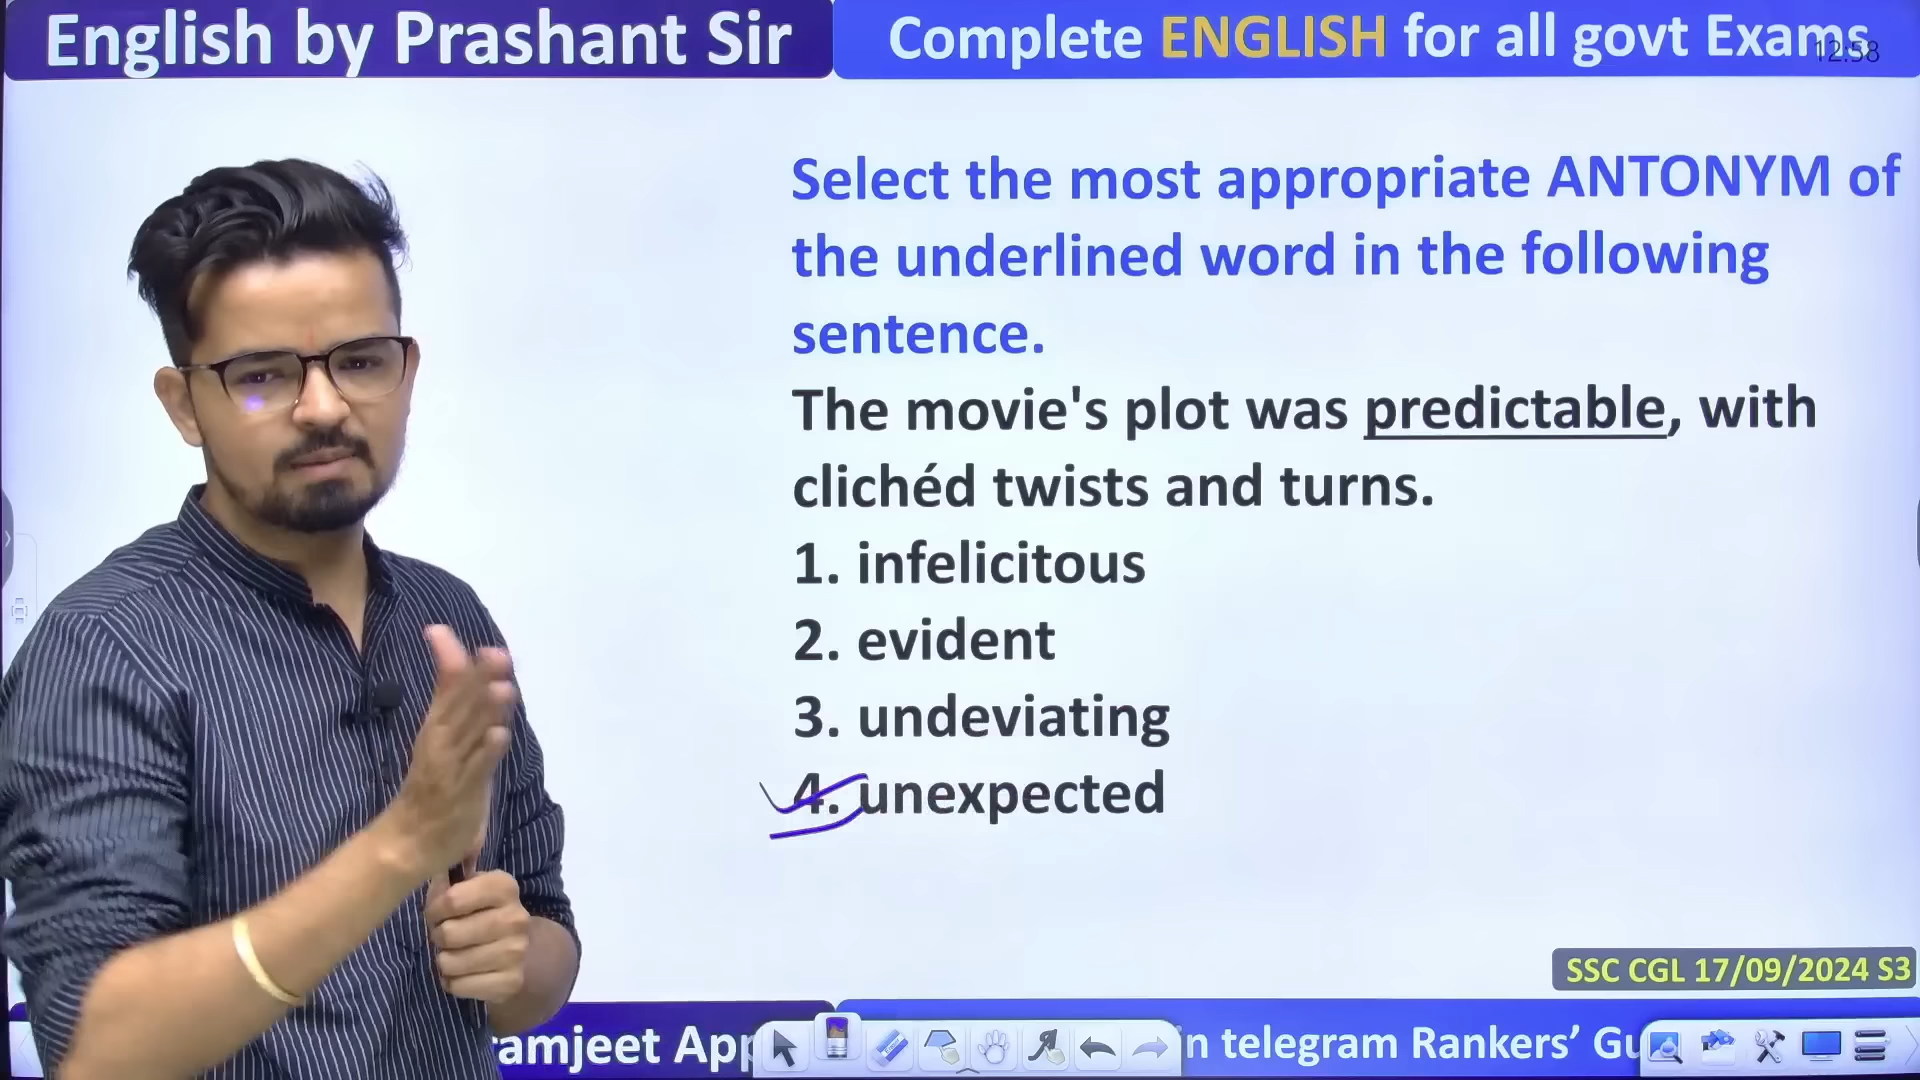 English by Prashant Sir
Complete ENGLISH for all govt Exams
12:58
Select the most appropriate ANTONYM of
the underlined word in the following
sentence.
The movie's plot was predictable, with
clichéd twists and turns.
1. infelicitous
2. evident
3. undeviating
4. unexpected
SSC CGL 17/09/2024 S3
ramjeet App
in telegram Rankers’ Gu